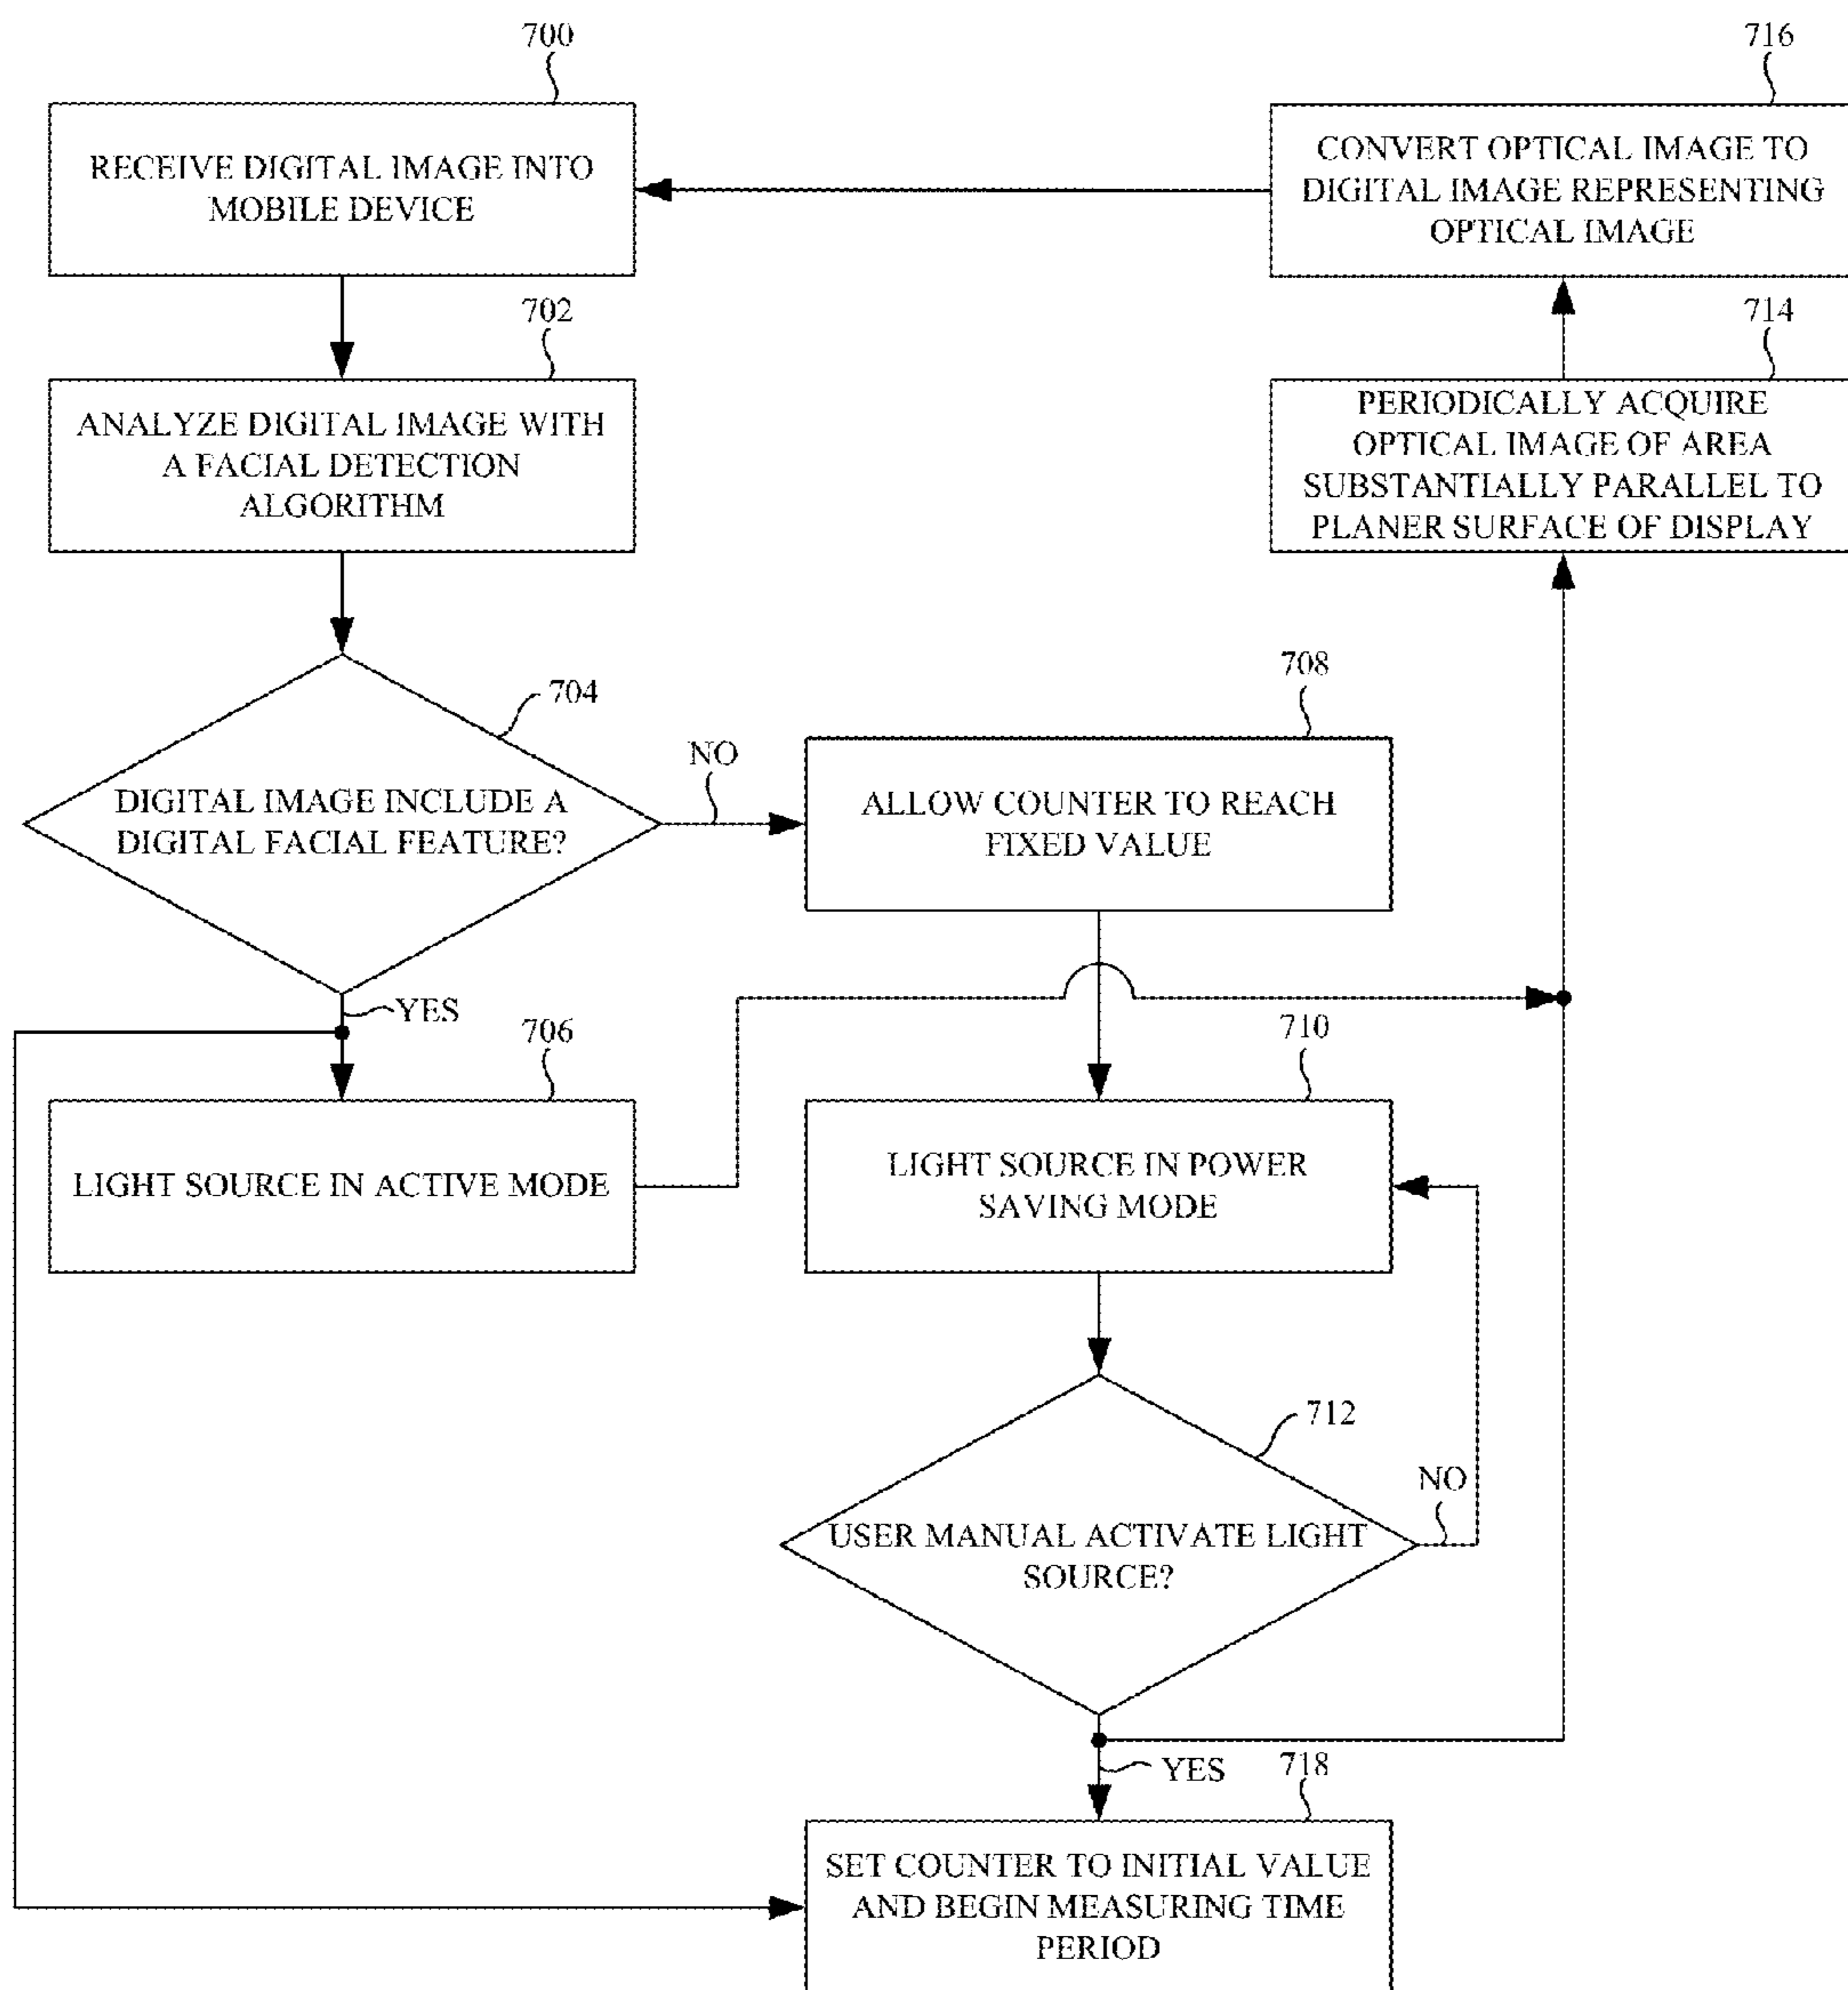 700
RECEIVE DIGITAL IMAGE INTO
MOBILE DEVICE
716
CONVERT OPTICAL IMAGE TO
DIGITAL IMAGE REPRESENTING
OPTICAL IMAGE
702
ANALYZE DIGITAL IMAGE WITH
A FACIAL DETECTION
ALGORITHM
714
PERIODICALLY ACQUIRE
OPTICAL IMAGE OF AREA
SUBSTANTIALLY PARALLEL TO
PLANER SURFACE OF DISPLAY
704
DIGITAL IMAGE INCLUDE A
DIGITAL FACIAL FEATURE?
NO
YES
708
ALLOW COUNTER TO REACH
FIXED VALUE
706
LIGHT SOURCE IN ACTIVE MODE
710
LIGHT SOURCE IN POWER
SAVING MODE
712
USER MANUAL ACTIVATE LIGHT
SOURCE?
NO
YES
718
SET COUNTER TO INITIAL VALUE
AND BEGIN MEASURING TIME
PERIOD